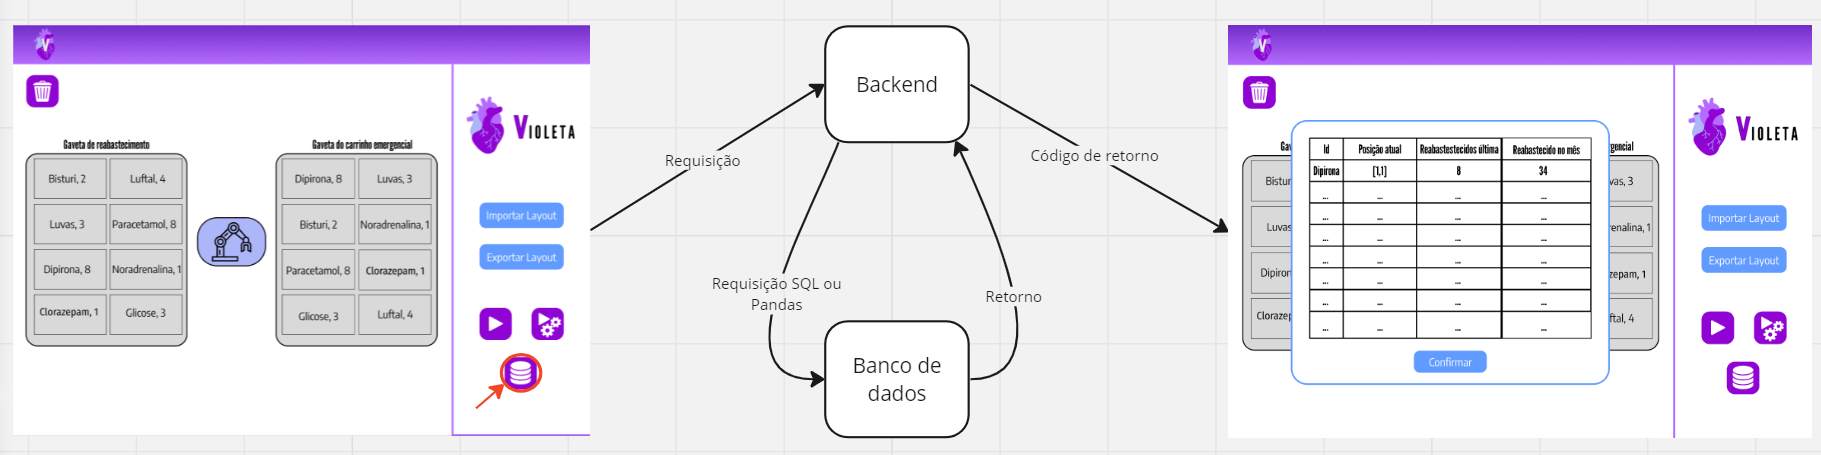 V
Gaveta de reabastecimento
Bisturi, 2
Luftal, 4
Luvas, 3
Paracetamol, 8
Dipirona, 8
Noradrenalina, 1
Clorazepam, 1
Glicose, 3
Gaveta do carrinho emergencial
Dipirona, 8
Luvas, 3
Bisturi, 2
Noradrenalina, 1
Paracetamol, 8
Clorazepam, 1
Glicose, 3
Luftal, 4
VIOLETA
Importar Layout
Exportar Layout
Requisição
Backend
Requisição SQL ou
Pandas
Retorno
Banco de
dados
Código de retorno
V
Gav
gencial
Bistur
vas, 3
Luvas
renalina, 1
Dipiron
zepam, 1
Clorazep
ftal, 4
Id Posição atual Reabastestecidos última Reabastecido no mês
Dipirona [1,1] 8 34
... ... ... ...
... ... ... ...
... ... ... ...
... ... ... ...
... ... ... ...
... ... ... ...
... ... ... ...
Confirmar
VIOLETA
Importar Layout
Exportar Layout